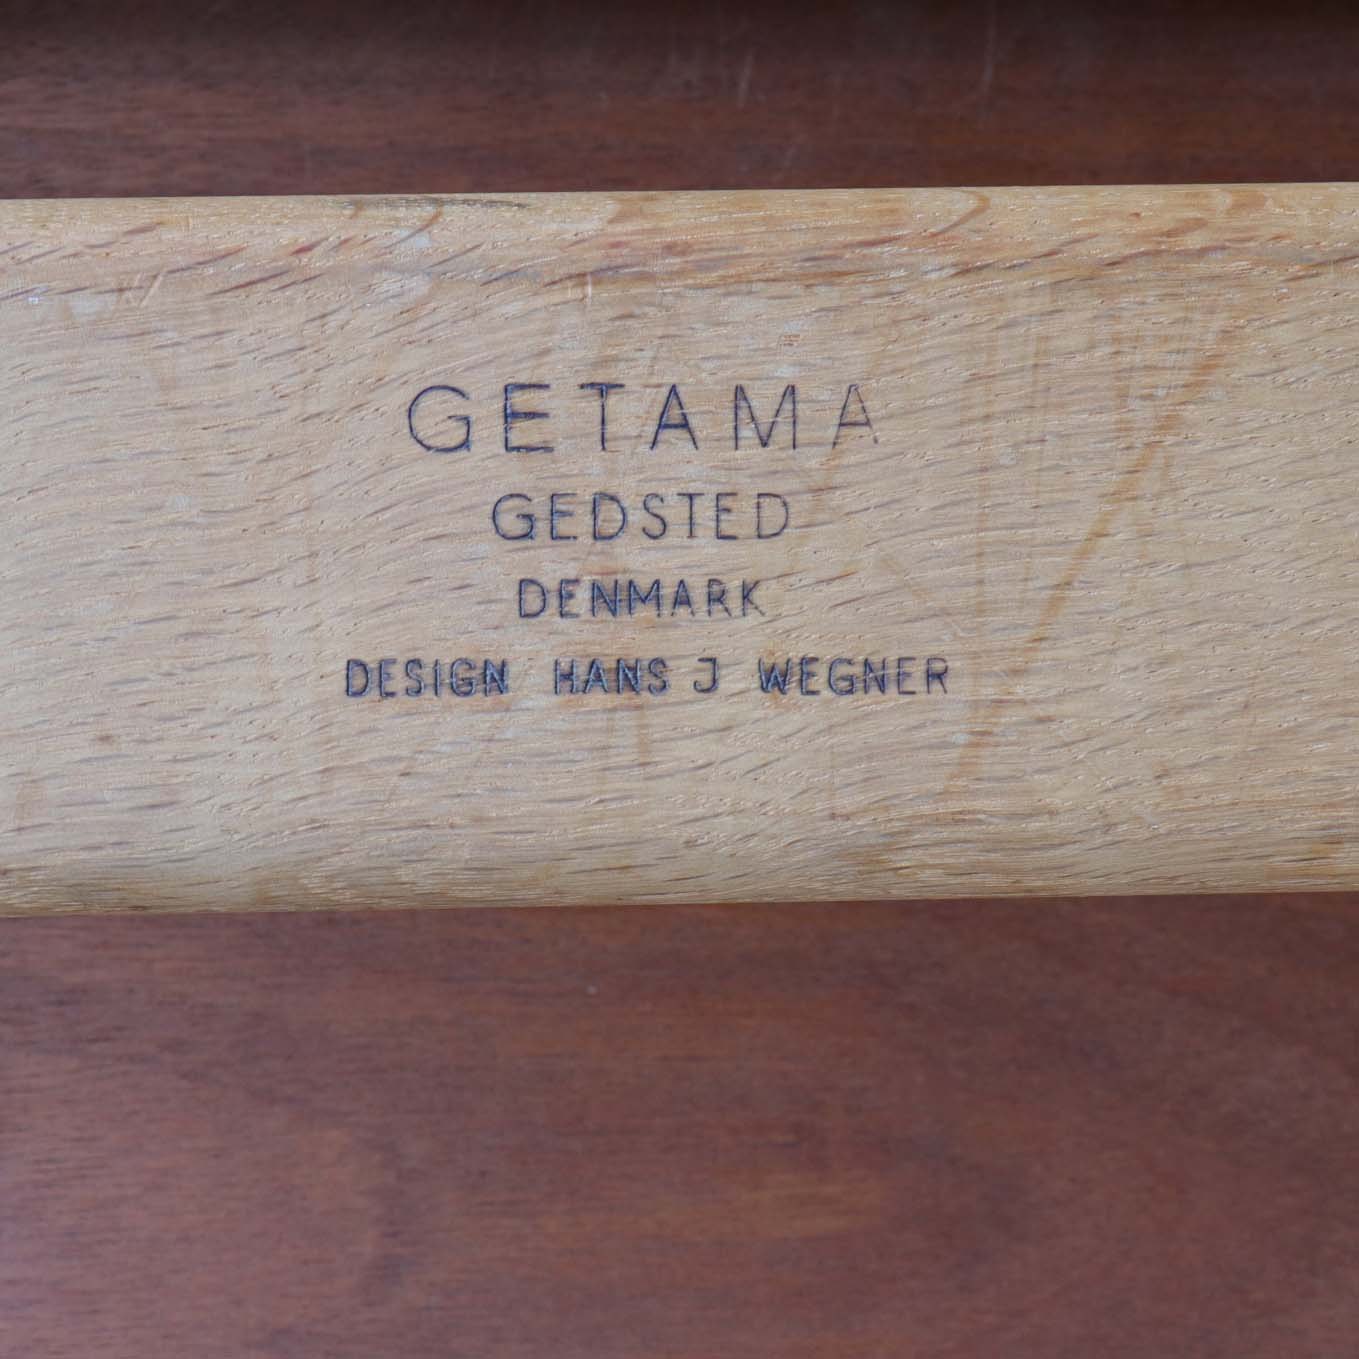 GETAMA
GEDSTED
DENMARK
DESIGN HANS J WEGNER